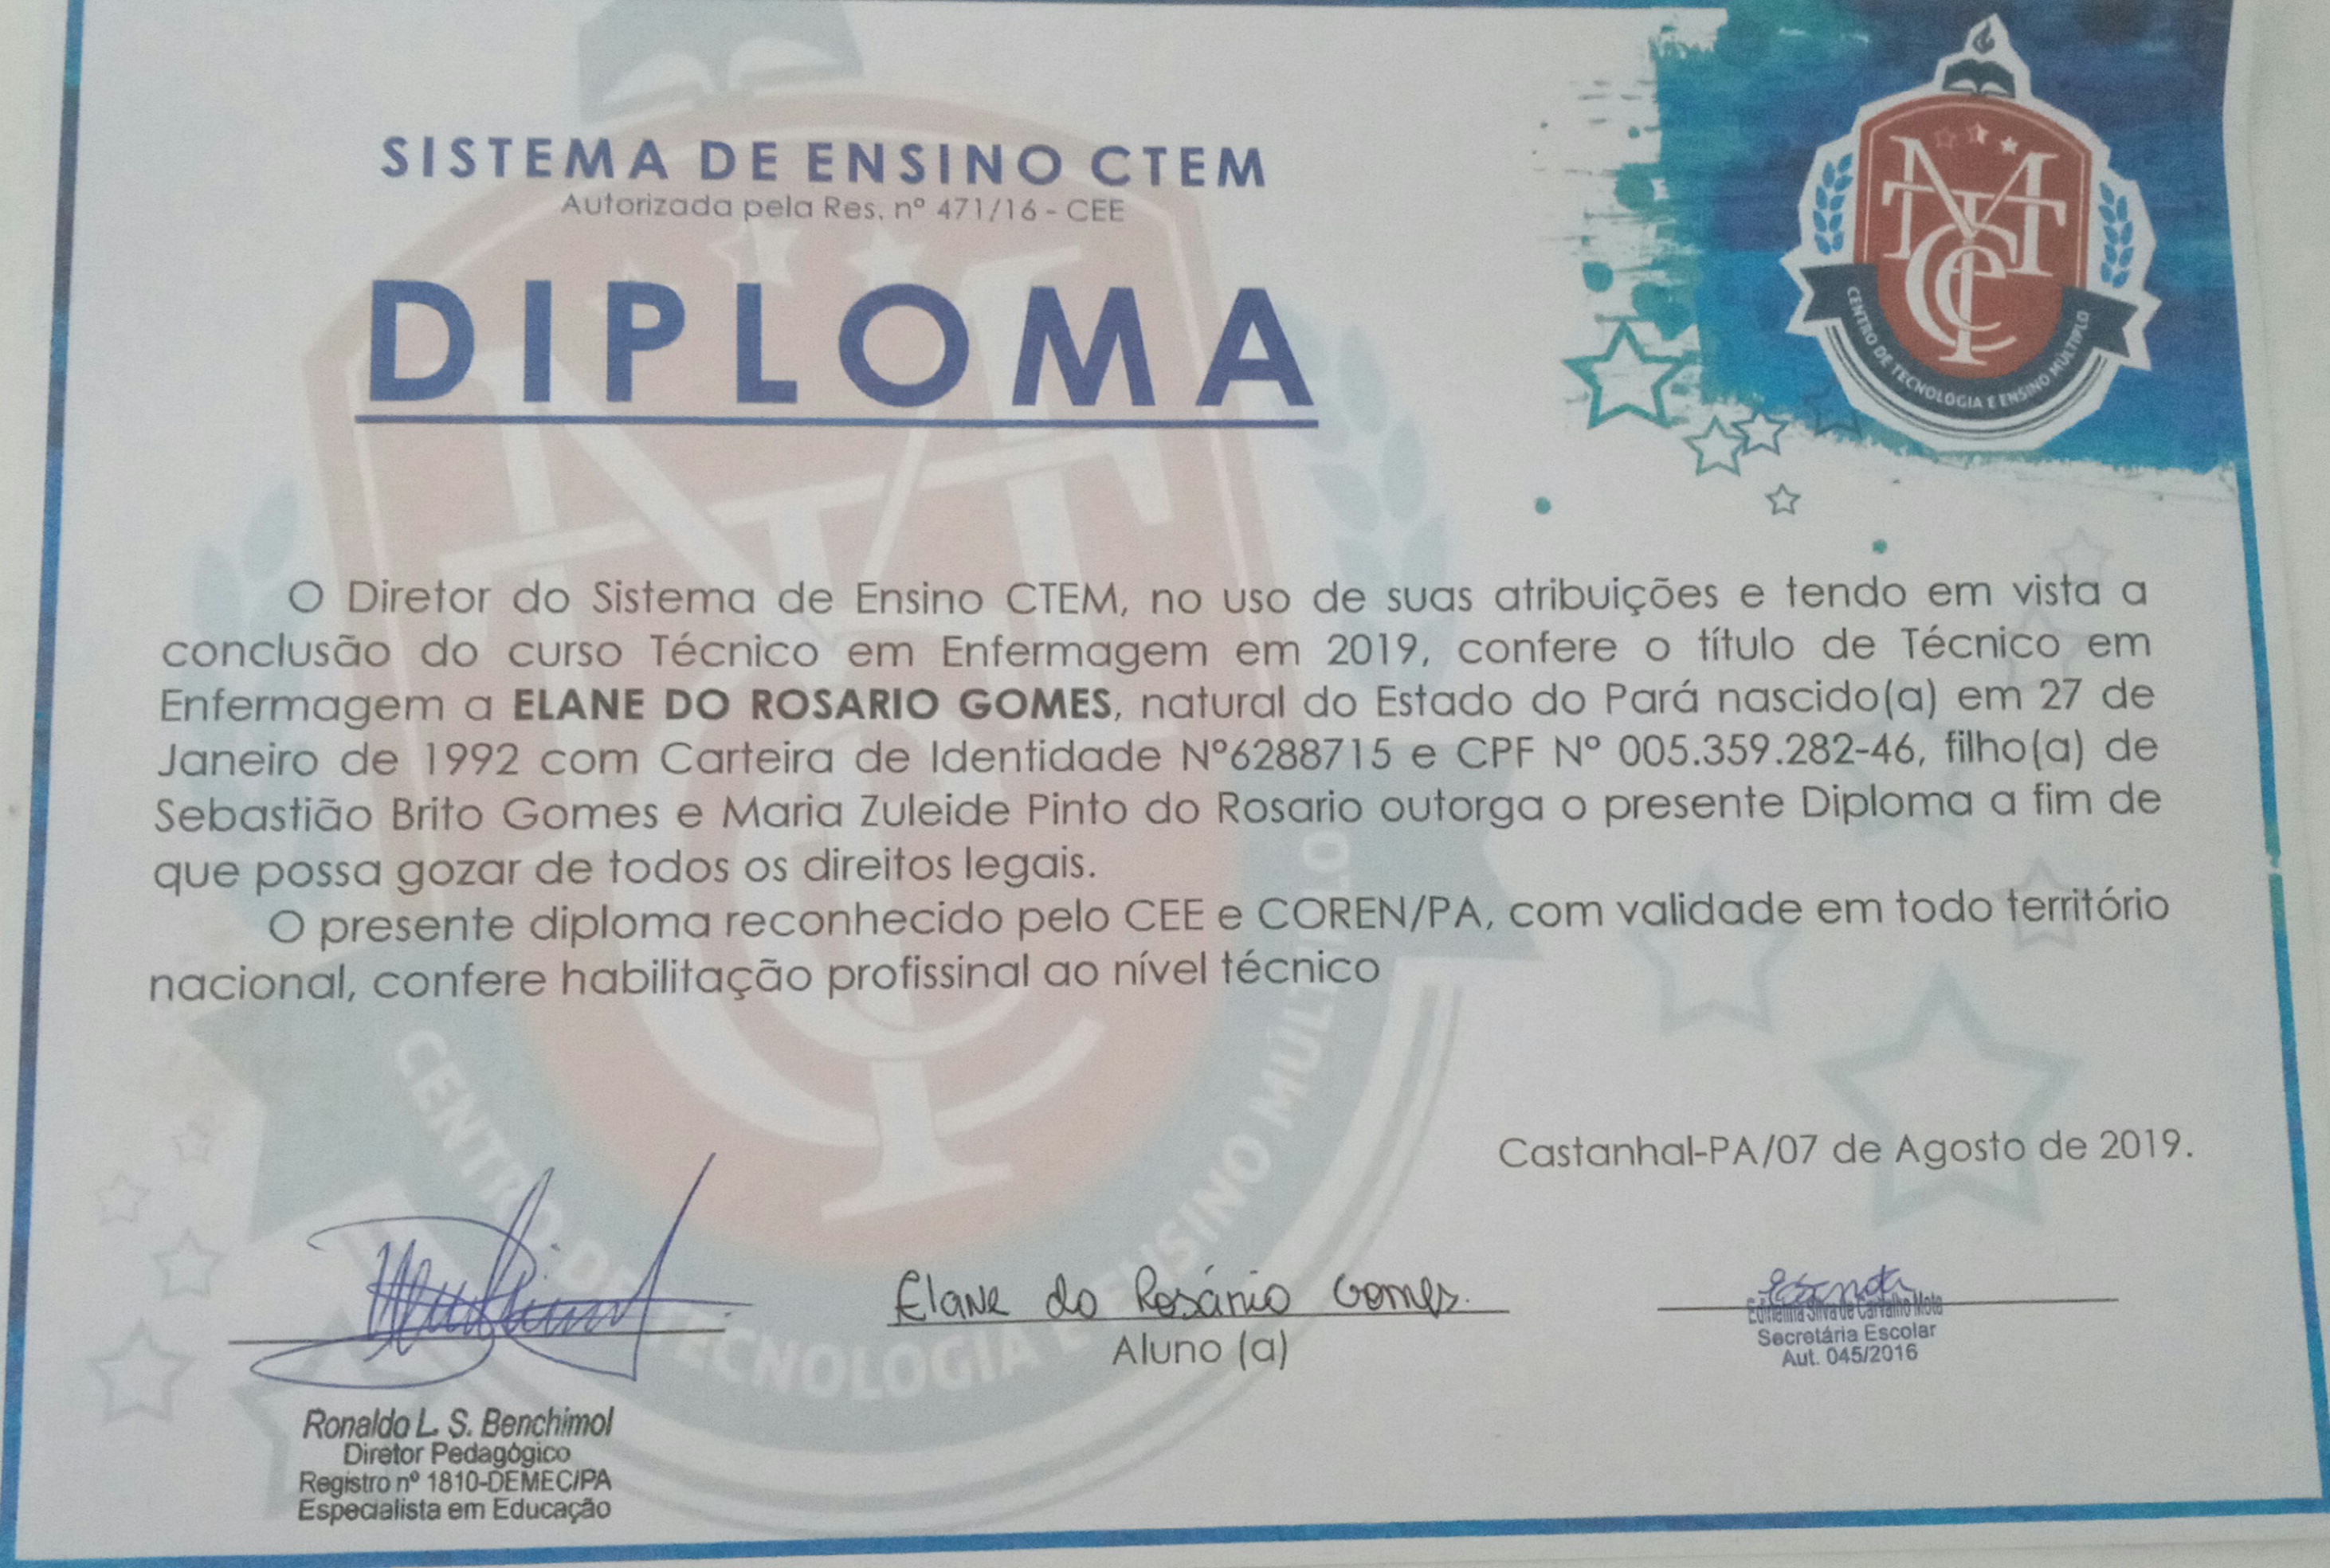 SISTEMA DE ENSINO CTEM
Autorizada pela Res. nº 471/16 - CEE
DIPLOMA
CENTRO DE TECNOLOGIA E ENSINO MÚLTIPLO
O Diretor do Sistema de Ensino CTEM, no uso de suas atribuições e tendo em vista a
conclusão do curso Técnico em Enfermagem em 2019, confere o título de Técnico em
Enfermagem a ELANE DO ROSARIO GOMES, natural do Estado do Pará nascido(a) em 27 de
Janeiro de 1992 com Carteira de Identidade Nº6288715 e CPF Nº 005.359.282-46, filho(a) de
Sebastião Brito Gomes e Maria Zuleide Pinto do Rosario outorga o presente Diploma a fim de
que possa gozar de todos os direitos legais.
O presente diploma reconhecido pelo CEE e COREN/PA, com validade em todo território
nacional, confere habilitação profissinal ao nível técnico
CENTRO DE TECNOLOGIA E ENSINO MÚLTIPLO
Castanhal-PA/07 de Agosto de 2019.
Elane do Rosário Gomes
Aluno (a)
Silva de Carvalho Mota
Secretária Escolar
Aut. 045/2016
Ronaldo L. S. Benchimol
Diretor Pedagógico
Registro nº 1810-DEMEC/PA
Especialista em Educação